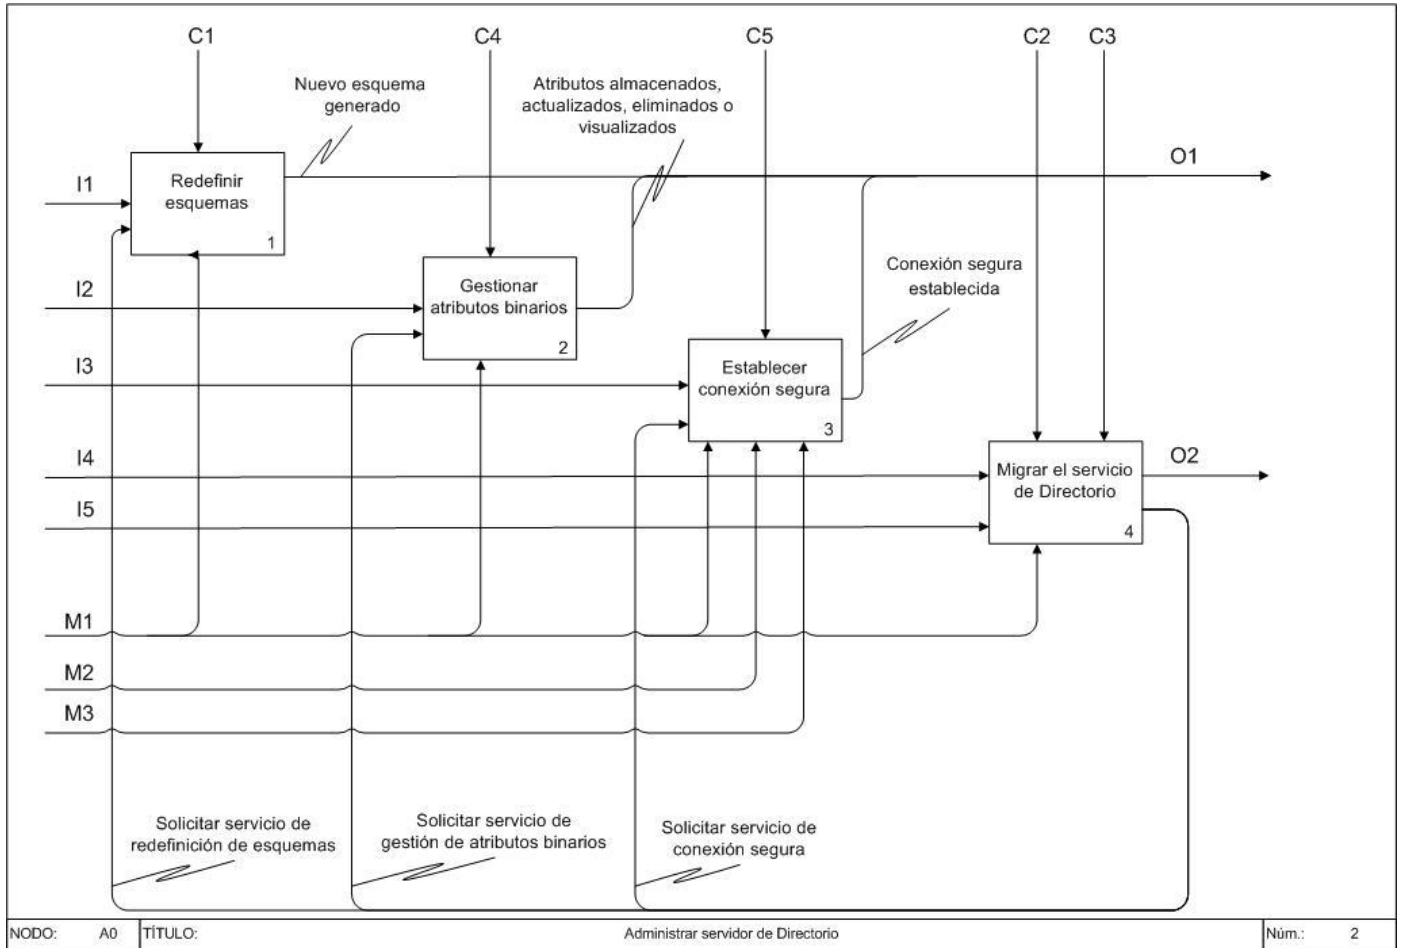 C1
C4
C5
C2
C3
Nuevo esquema
generado
Atributos almacenados,
actualizados, eliminados o
visualizados
O1
I1
Redefinir
esquemas
1
I2
Gestionar
atributos binarios
2
Conexión segura
establecida
I3
Establecer
conexión segura
3
I4
Migrar el servicio
de Directorio
4
O2
I5
M1
M2
M3
Solicitar servicio de
redefinición de esquemas
Solicitar servicio de
gestión de atributos binarios
Solicitar servicio de
conexión segura
NODO: A0 TÍTULO: Administrar servidor de Directorio Núm.: 2